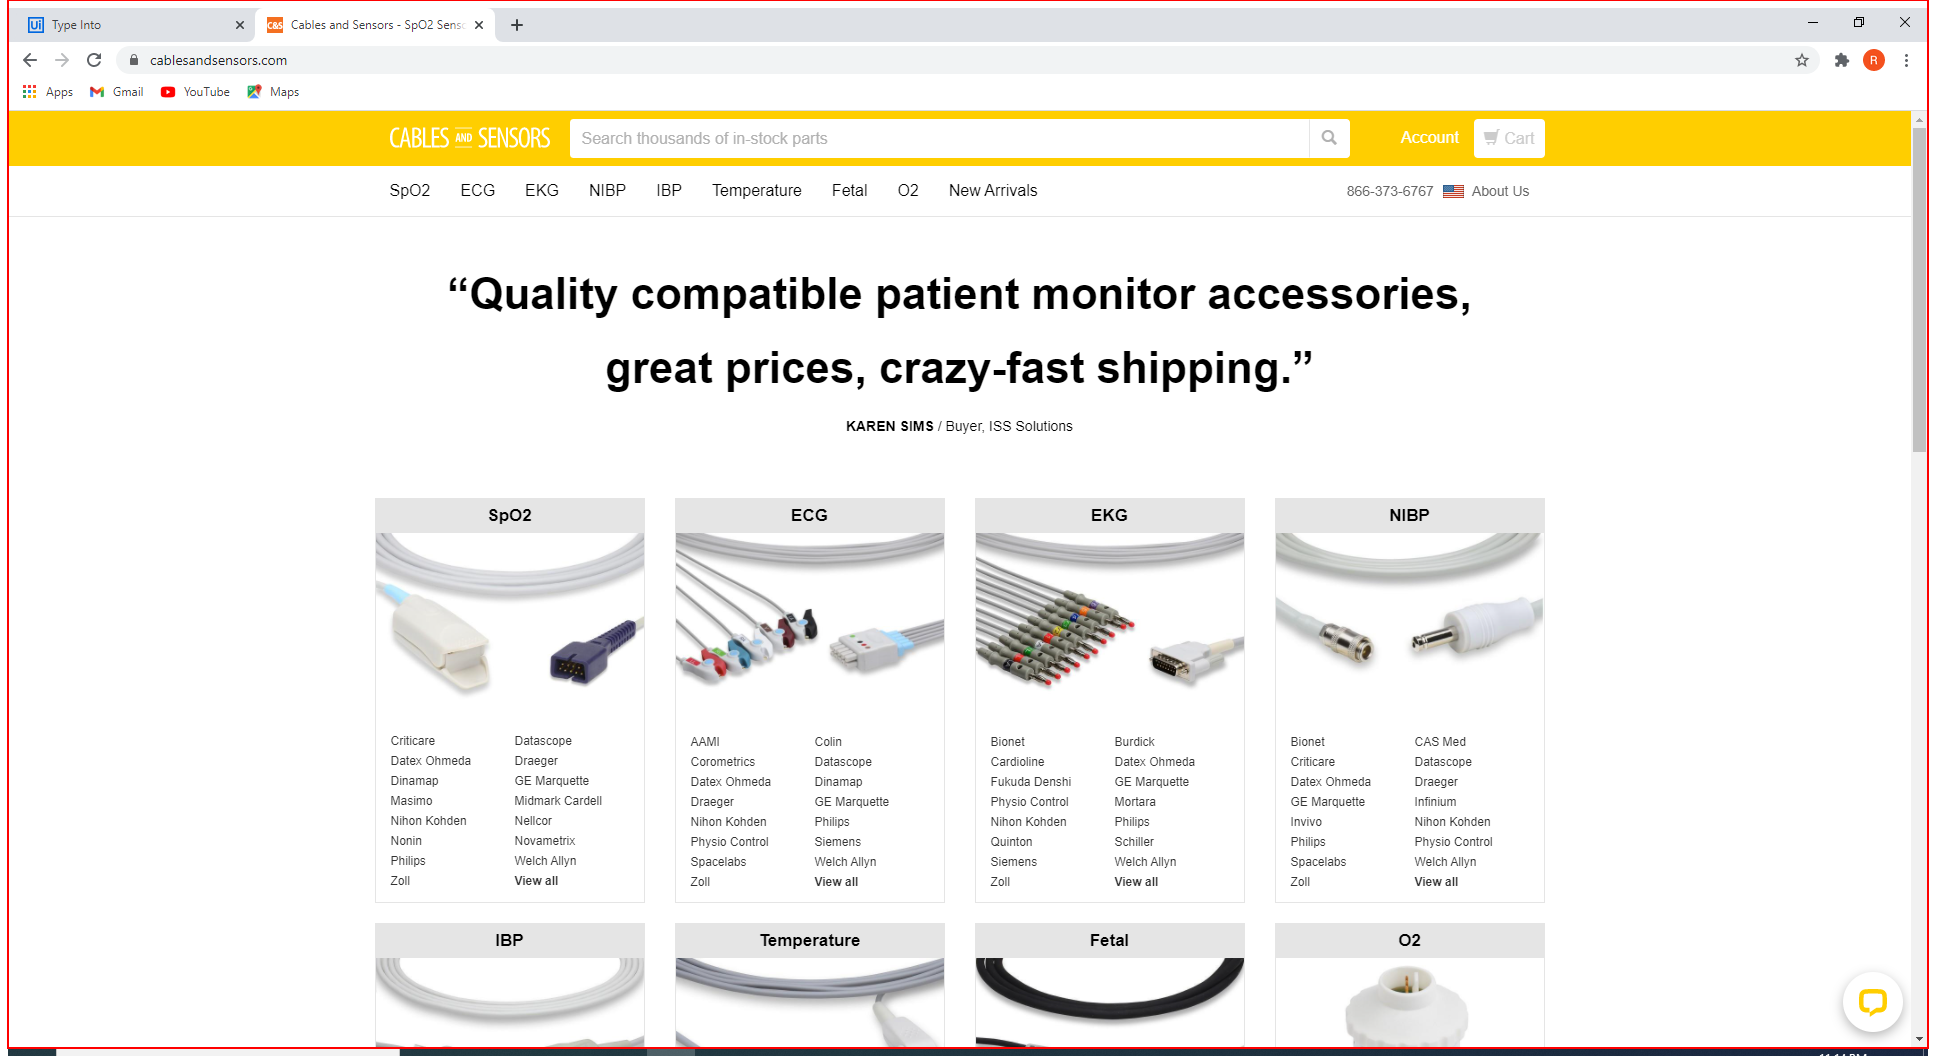 Type Into
Cables and Sensors - SpO2 Sens
cablesandsensors.com
R
Apps Gmail YouTube Maps
CABLES AND SENSORS
Search thousands of in-stock parts
Account Cart
SpO2 ECG EKG NIBP IBP Temperature Fetal O2 New Arrivals
866-373-6767 About Us
“Quality compatible patient monitor accessories,
great prices, crazy-fast shipping.”
KAREN SIMS / Buyer, ISS Solutions
SpO2
Criticare Datascope
Datex Ohmeda Draeger
Dinamap GE Marquette
Masimo Midmark Cardell
Nihon Kohden Nellcor
Nonin Novametrix
Philips Welch Allyn
Zoll View all
ECG
AAMI Colin
Corometrics Datascope
Datex Ohmeda Dinamap
Draeger GE Marquette
Nihon Kohden Philips
Physio Control Siemens
Spacelabs Welch Allyn
Zoll View all
EKG
Bionet Burdick
Cardioline Datex Ohmeda
Fukuda Denshi GE Marquette
Physio Control Mortara
Nihon Kohden Philips
Quinton Schiller
Siemens Welch Allyn
Zoll View all
NIBP
Bionet CAS Med
Criticare Datascope
Datex Ohmeda Draeger
GE Marquette Infinium
Invivo Nihon Kohden
Philips Physio Control
Spacelabs Welch Allyn
Zoll View all
IBP
Temperature
Fetal
O2